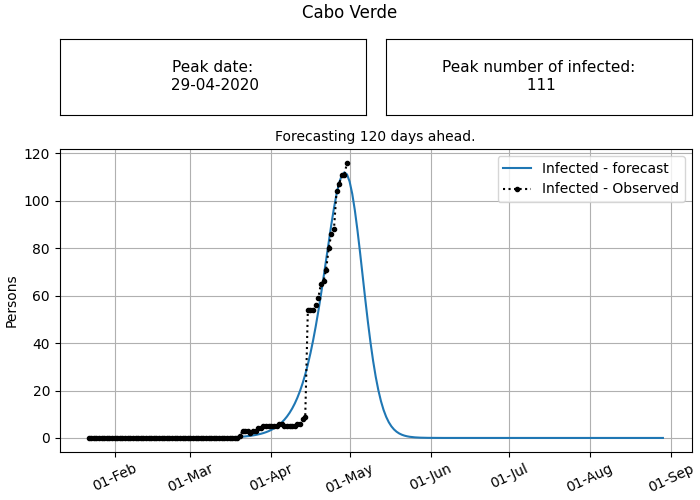 Cabo Verde
Peak date:
29-04-2020
Peak number of infected:
111
Forecasting 120 days ahead.
Infected - forecast
Infected - Observed
Persons
120
100
80
60
40
20
0
01-Feb
01-Mar
01-Apr
01-May
01-Jun
01-Jul
01-Aug
01-Sep